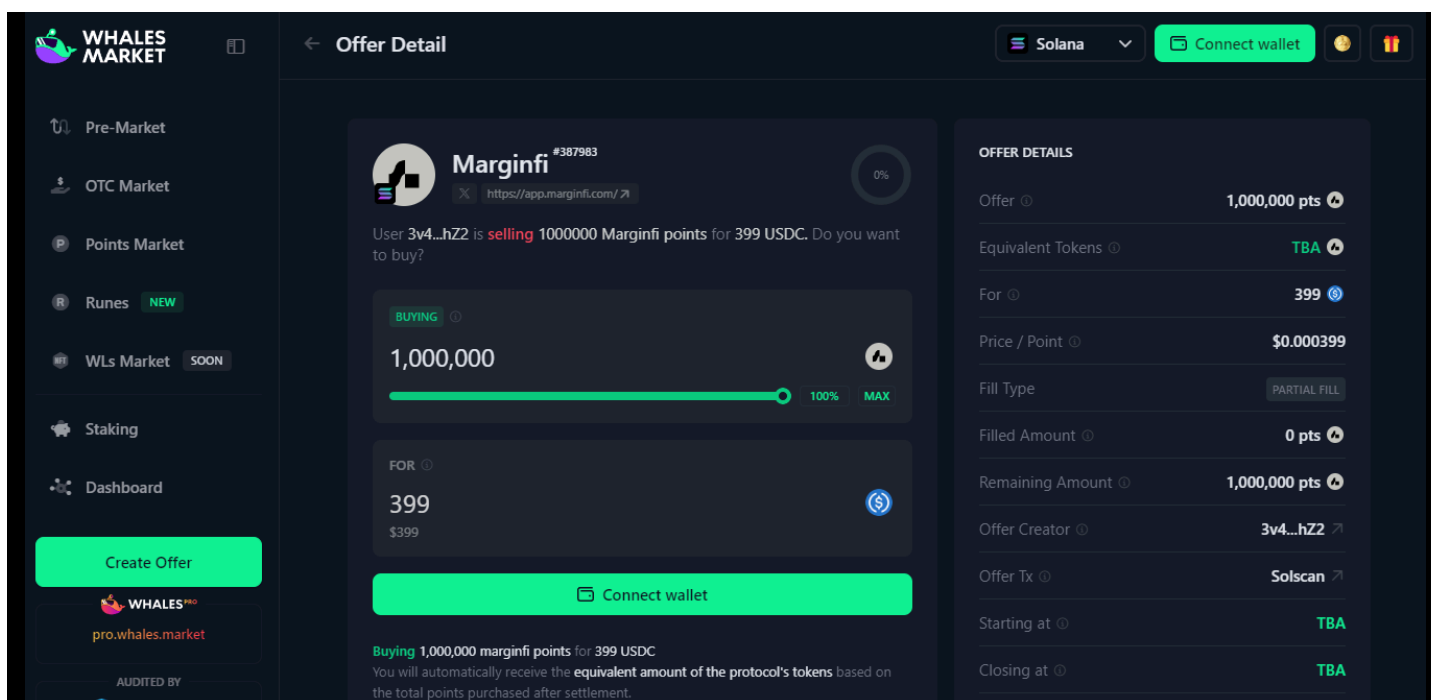 WHALES
MARKET
Pre-Market
OTC Market
Points Market
Runes NEW
WLs Market SOON
Staking
Dashboard
Create Offer
WHALES PRO
pro.whales.market
AUDITED BY
Offer Detail
Solana
Connect wallet
Marginfi #387983
https://app.marginfi.com/
0%
User 3v4...hZ2 is selling 1000000 Marginfi points for 399 USDC. Do you want
to buy?
BUYING
1,000,000
100% MAX
FOR
399
$399
Connect wallet
Buying 1,000,000 marginfi points for 399 USDC
You will automatically receive the equivalent amount of the protocol's tokens based on
the total points purchased after settlement.
OFFER DETAILS
Offer 1,000,000 pts
Equivalent Tokens TBA
For 399
Price / Point $0.000399
Fill Type PARTIAL FILL
Filled Amount 0 pts
Remaining Amount 1,000,000 pts
Offer Creator 3v4...hZ2
Offer Tx Solscan
Starting at TBA
Closing at TBA